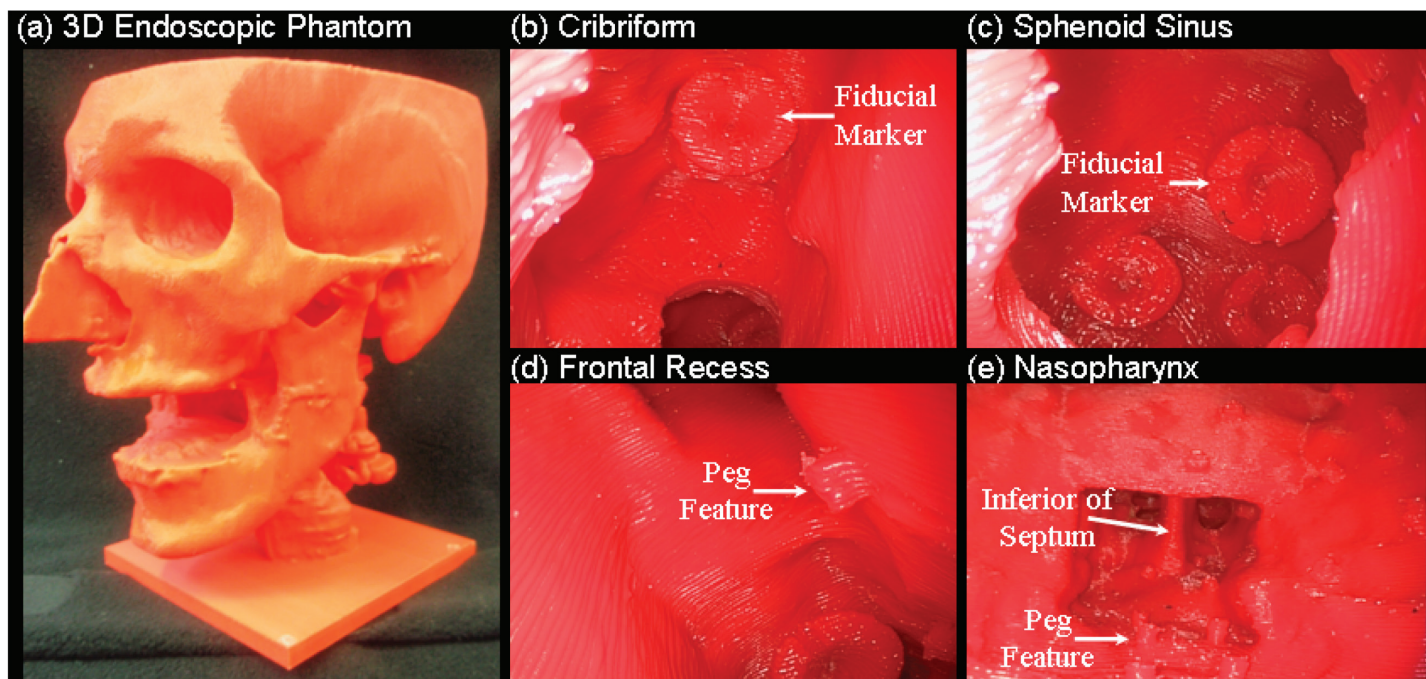 (a) 3D Endoscopic Phantom
(b) Cribriform
Fiducial
Marker
(c) Sphenoid Sinus
Fiducial
Marker
(d) Frontal Recess
Peg
Feature
(e) Nasopharynx
Inferior of
Septum
Peg
Feature